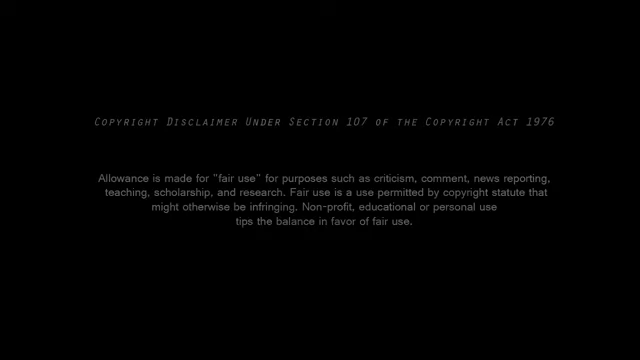 Copyright Disclaimer Under Section 107 of the Copyright Act 1976
Allowance is made for "fair use" for purposes such as criticism, comment, news reporting,
teaching, scholarship, and research. Fair use is a use permitted by copyright statute that
might otherwise be infringing. Non-profit, educational or personal use
tips the balance in favor of fair use.